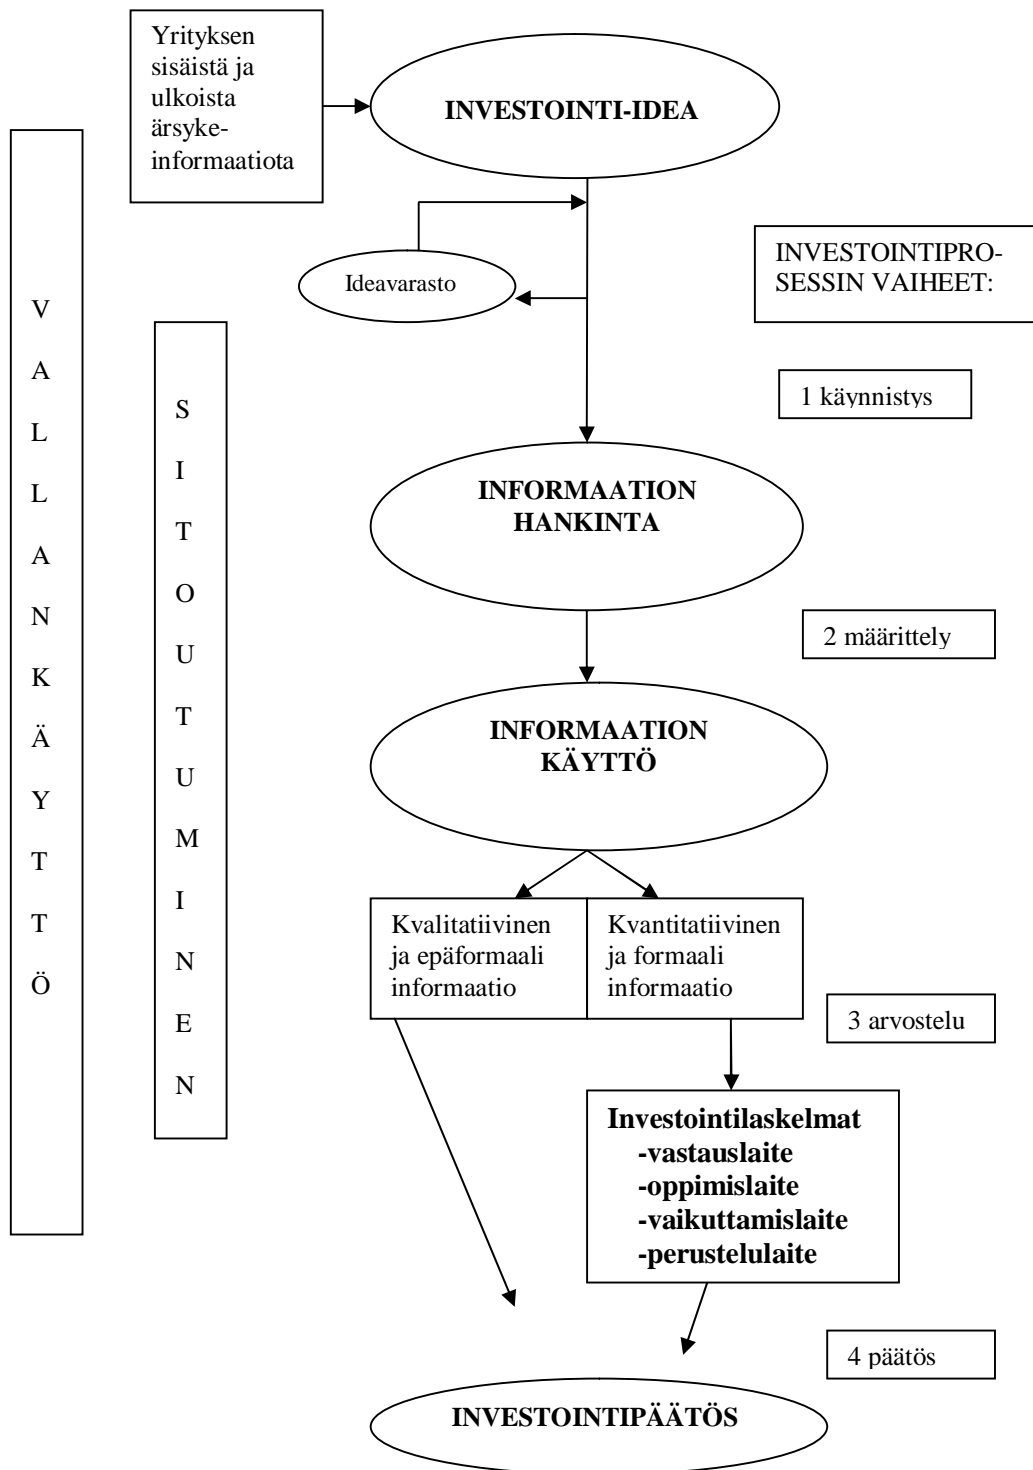 Yrityksen
sisäistä ja
ulkoista
ärsyke-
informaatiota
INVESTOINTI-IDEA
Ideavarasto
INVESTOINTIPRO-
SESSIN VAIHEET:
V
A
L
L
A
N
K
Ä
Y
T
T
Ö
S
I
T
O
U
T
U
M
I
N
E
N
1 käynnistys
INFORMAATION
HANKINTA
2 määrittely
INFORMAATION
KÄYTTÖ
Kvalitatiivinen
ja epäformaali
informaatio
Kvantitatiivinen
ja formaali
informaatio
3 arvostelu
Investointilaskelmat
-vastauslaite
-oppimislaite
-vaikuttamislaite
-perustelulaite
4 päätös
INVESTOINTIPÄÄTÖS